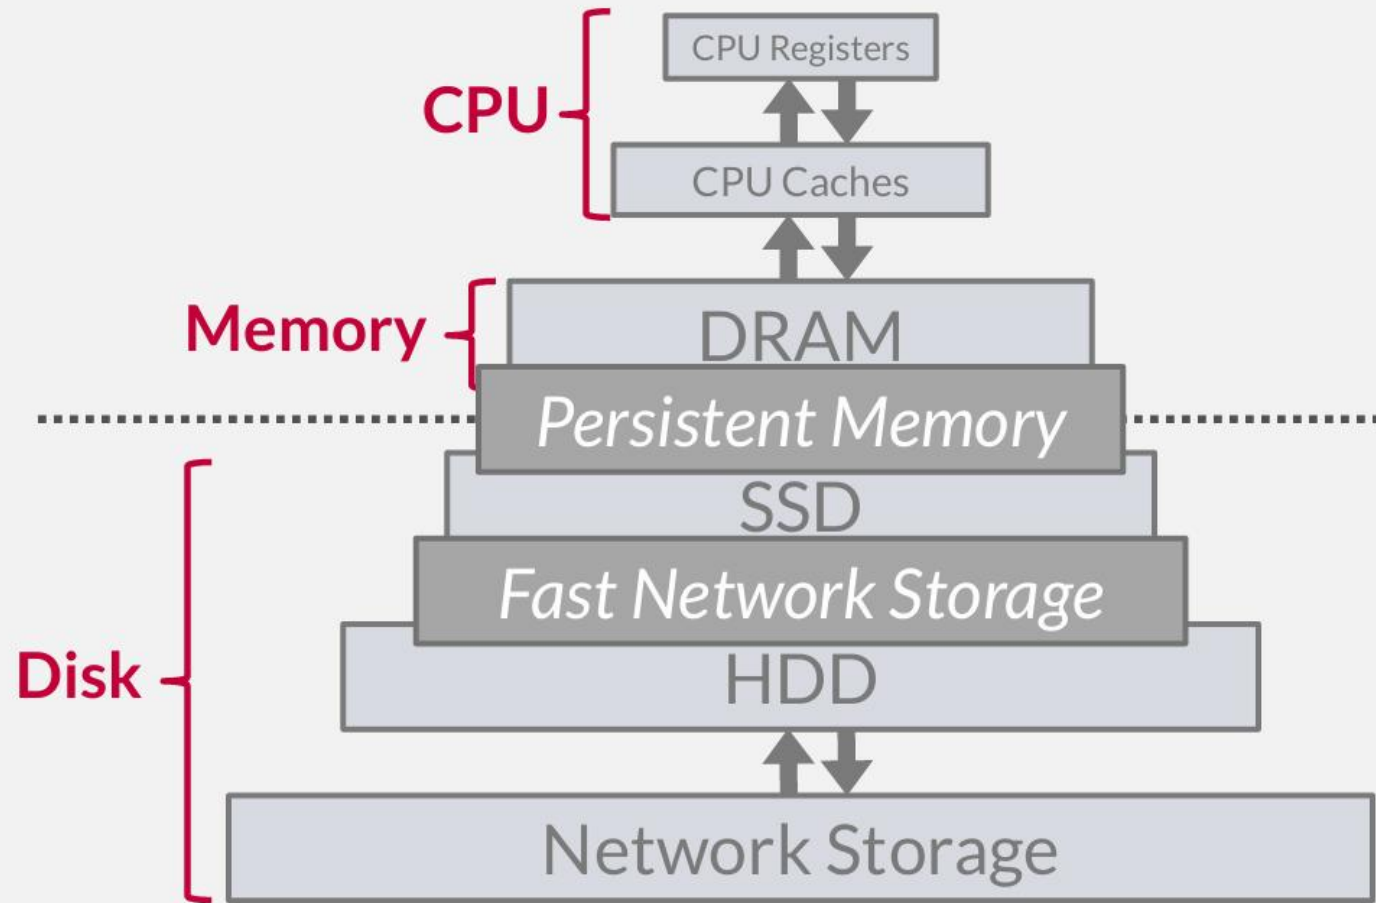 CPU Registers
CPU
CPU Caches
Memory
DRAM
Persistent Memory
SSD
Fast Network Storage
Disk
HDD
Network Storage